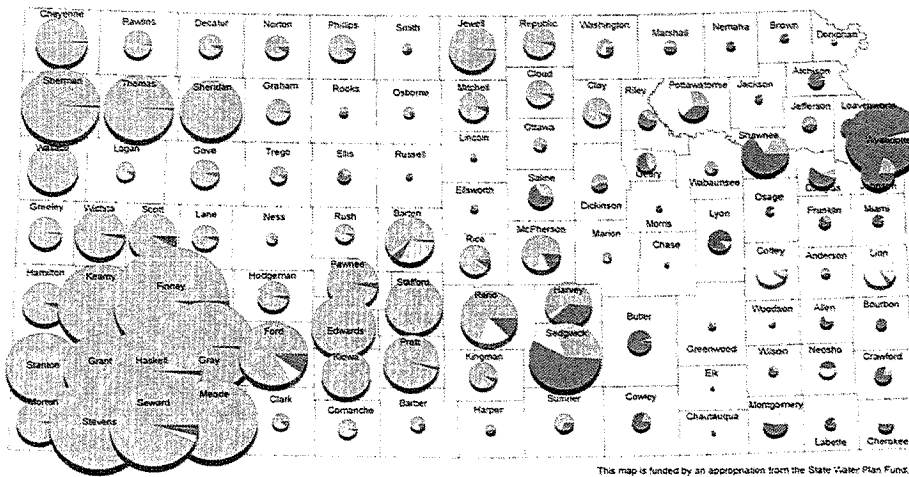 Cheyenne Rawlins Decatur Norton Phillips Smith Jewell Republic Washington Marshall Nemaha Brown Doniphan
Sherman Thomas Sheridan Graham Rooks Osborne Mitchell Cloud Clay Riley Pottawatomie Jackson Atchison
Jefferson Leavenworth
Wallace Logan Gove Trego Ellis Russell Lincoln Ottawa Shawnee Wyandotte
Ellsworth Saline Dickinson Geary Wabaunsee Douglas Johnson
Greeley Wichita Scott Lane Ness Rush Barton Rice McPherson Marion Morris Chase Lyon Osage Franklin Miami
Hamilton Kearny Finney Hodgeman Pawnee Stafford Coffey Anderson Linn
Reno Harvey
Stanton Grant Haskell Gray Ford Edwards Kiowa Pratt Kingman Sedgwick Butler Greenwood Woodson Allen Bourbon
Elk Wilson Neosho Crawford
Morton Stevens Seward Meade Clark Comanche Barber Harper Sumner Cowley Chautauqua Montgomery Labette Cherokee
This map is funded by an appropriation from the State Water Plan Fund.